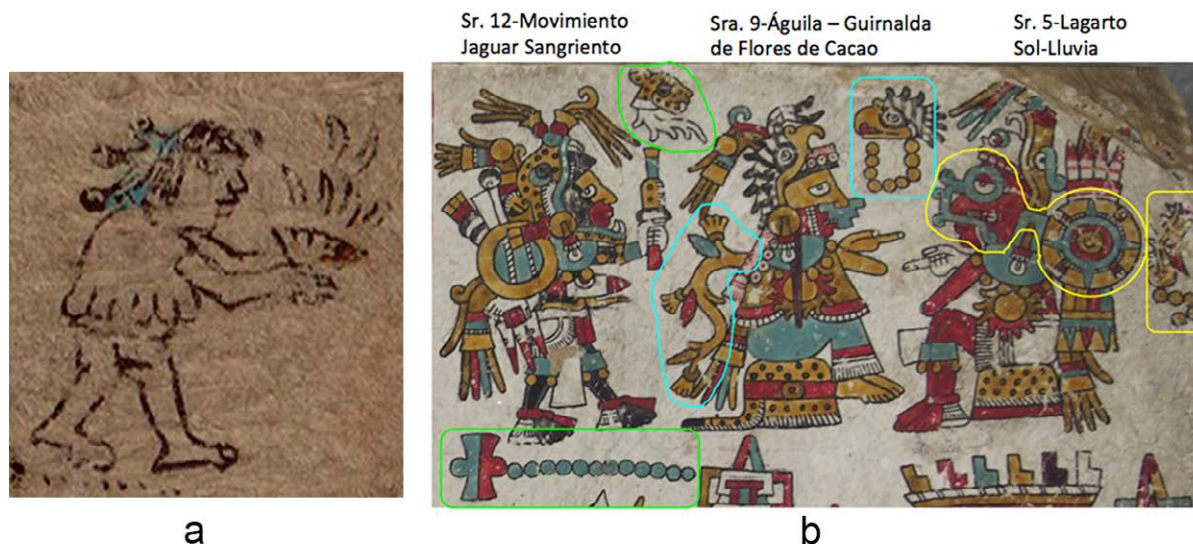 Sr. 12-Movimiento
Jaguar Sangriento
Sra. 9-Águila – Guirnalda
de Flores de Cacao
Sr. 5-Lagarto
Sol-Lluvia
a
b